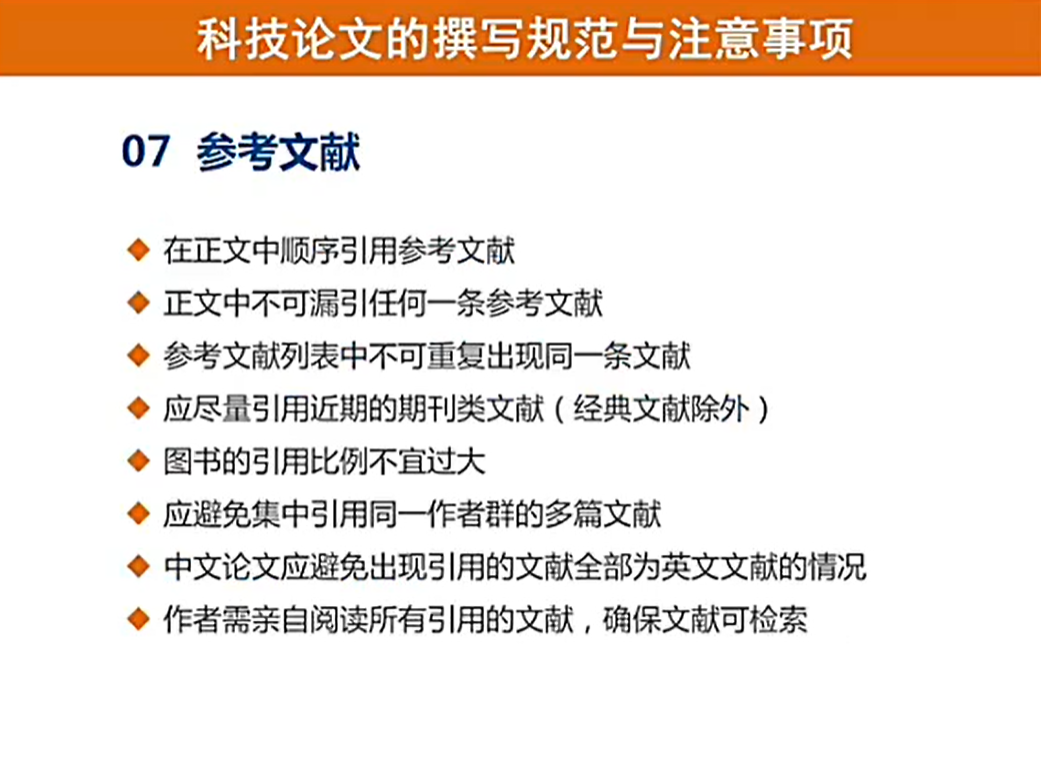 科技论文的撰写规范与注意事项
07 参考文献
在正文中顺序引用参考文献
正文中不可漏引任何一条参考文献
参考文献列表中不可重复出现同一条文献
应尽量引用近期的期刊类文献（经典文献除外）
图书的引用比例不宜过大
应避免集中引用同一作者群的多篇文献
中文论文应避免出现引用的文献全部为英文文献的情况
作者需亲自阅读所有引用的文献，确保文献可检索